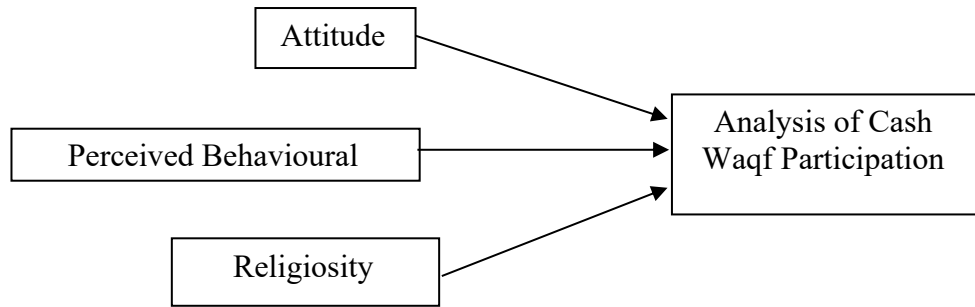 Attitude
Perceived Behavioural
Religiosity
Analysis of Cash
Waqf Participation